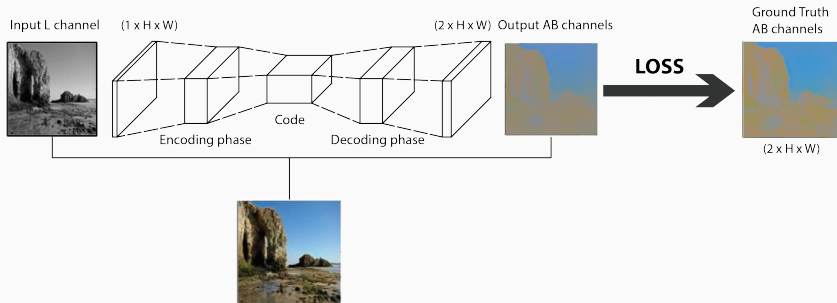 Input L channel
(1 x H x W)
(2 x H x W)
Output AB channels
Ground Truth
AB channels
LOSS
Code
Encoding phase
Decoding phase
(2 x H x W)